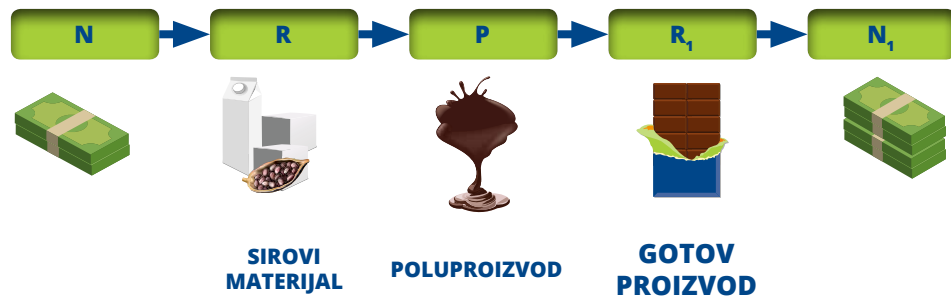 N
R
P
R₁
N₁
SIROVI
MATERIJAL
POLUPROIZVOD
GOTOV
PROIZVOD